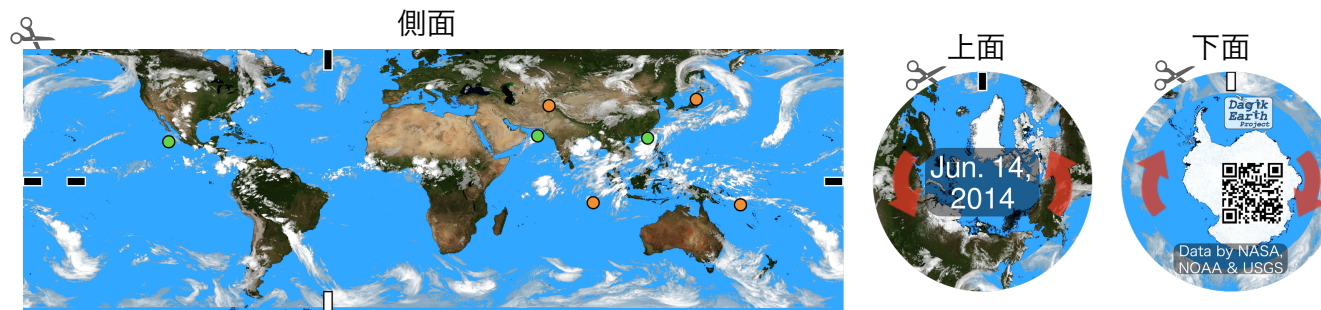 側面
上面
下面
Jun. 14,
2014
Dagik
Earth
Project
Data by NASA,
NOAA & USGS